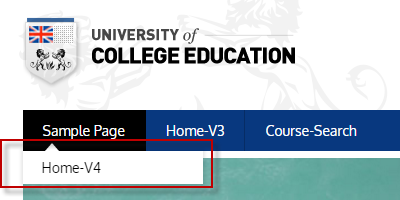 UNIVERSITY of
COLLEGE EDUCATION
Sample Page Home-V3 Course-Search
Home-V4